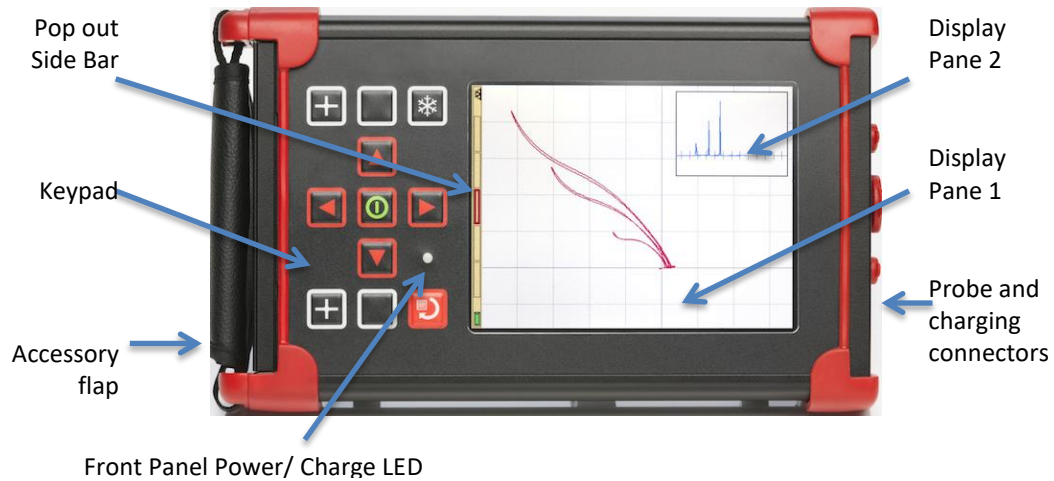 Pop out
Side Bar
Display
Pane 2
Keypad
Display
Pane 1
Probe and
charging
connectors
Accessory
flap
Front Panel Power/ Charge LED